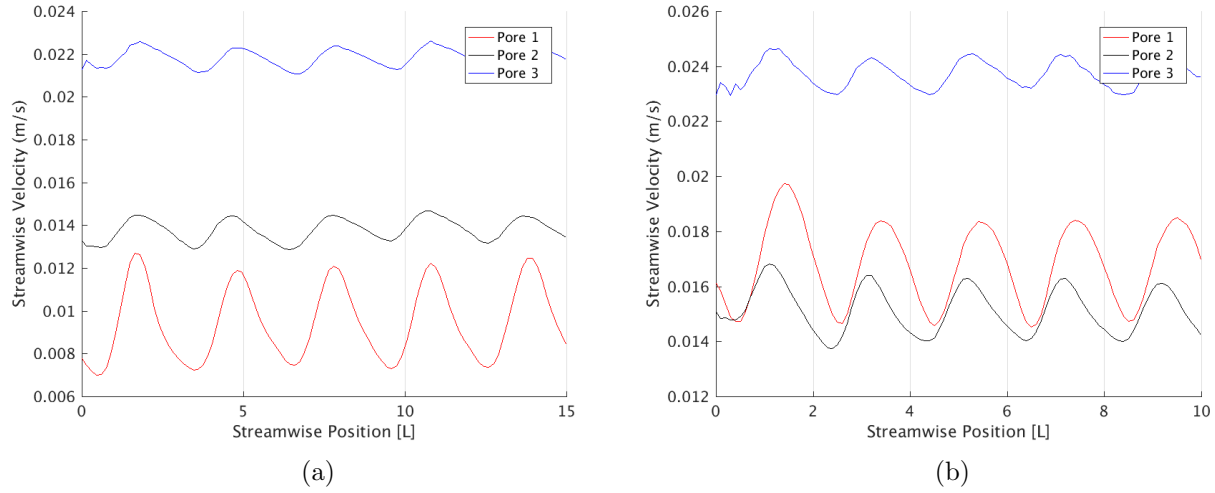 0.024
0.022
0.02
0.018
0.016
0.014
0.012
0.01
0.008
0.006
0
5
10
15
Streamwise Velocity (m/s)
Streamwise Position [L]
Pore 1
Pore 2
Pore 3
(a)
0.026
0.024
0.022
0.02
0.018
0.016
0.014
0.012
0
2
4
6
8
10
Streamwise Velocity (m/s)
Streamwise Position [L]
Pore 1
Pore 2
Pore 3
(b)